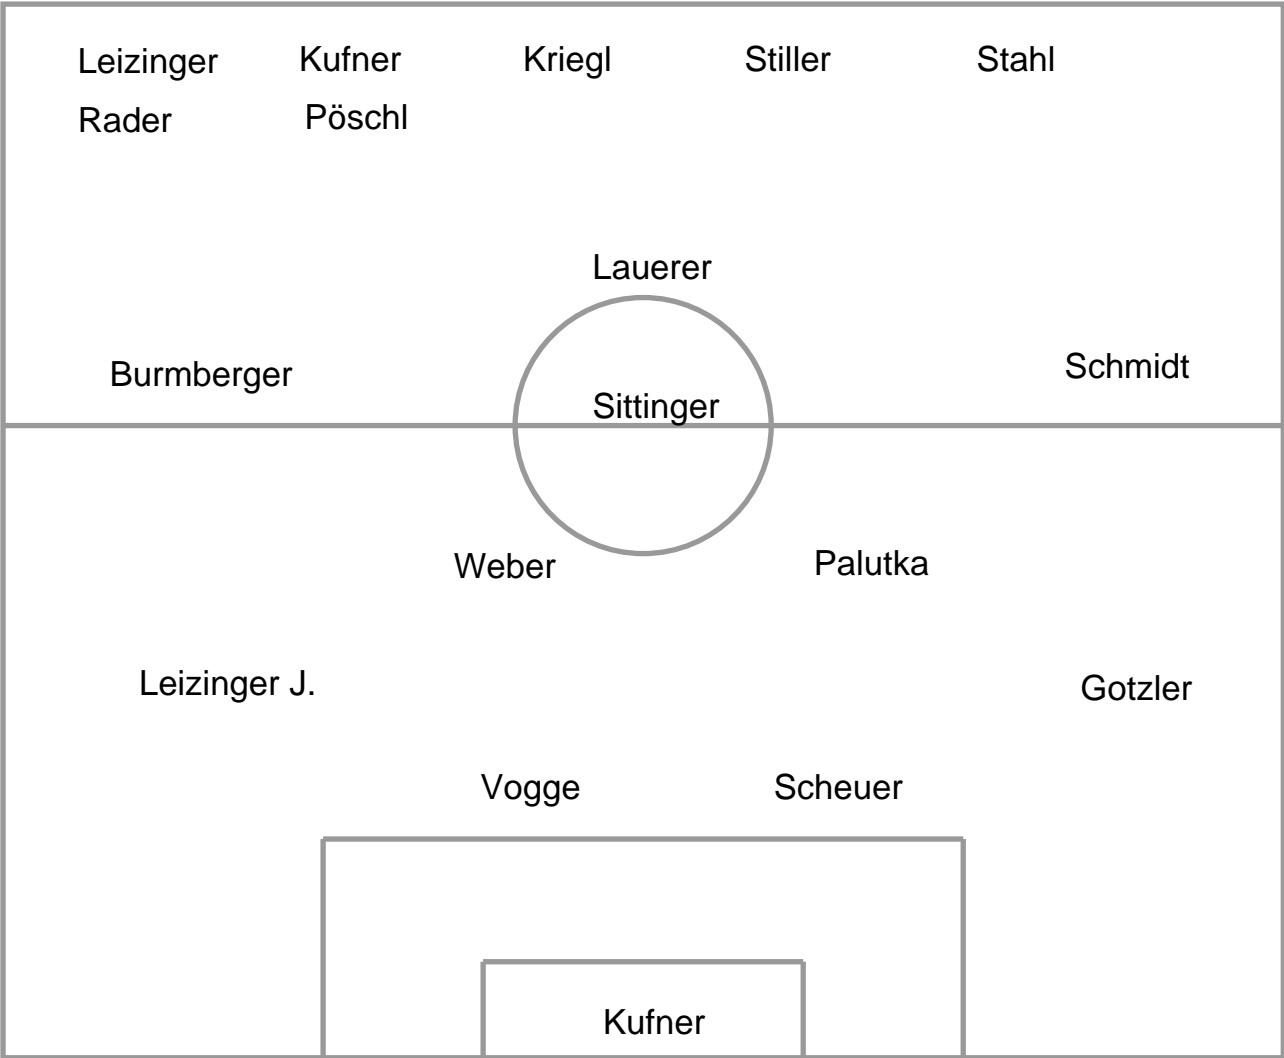 Leizinger Kufner Kriegl Stiller Stahl
Rader Pöschl
Lauerer
Burmberger Schmidt
Sittinger
Weber Palutka
Leizinger J. Gotzler
Vogge Scheuer
Kufner